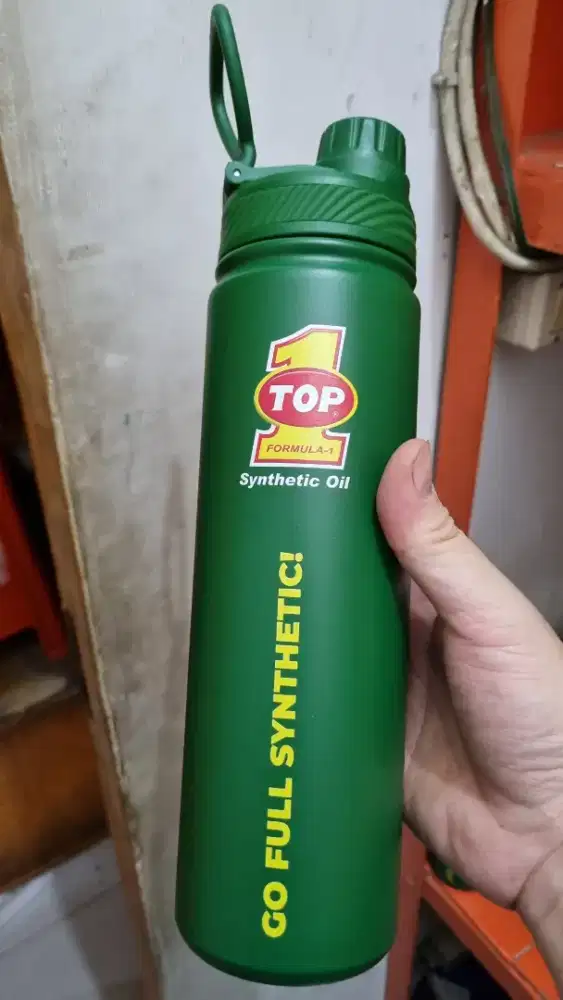 1
TOP
FORMULA-1
Synthetic Oil
GO FULL SYNTHETIC!